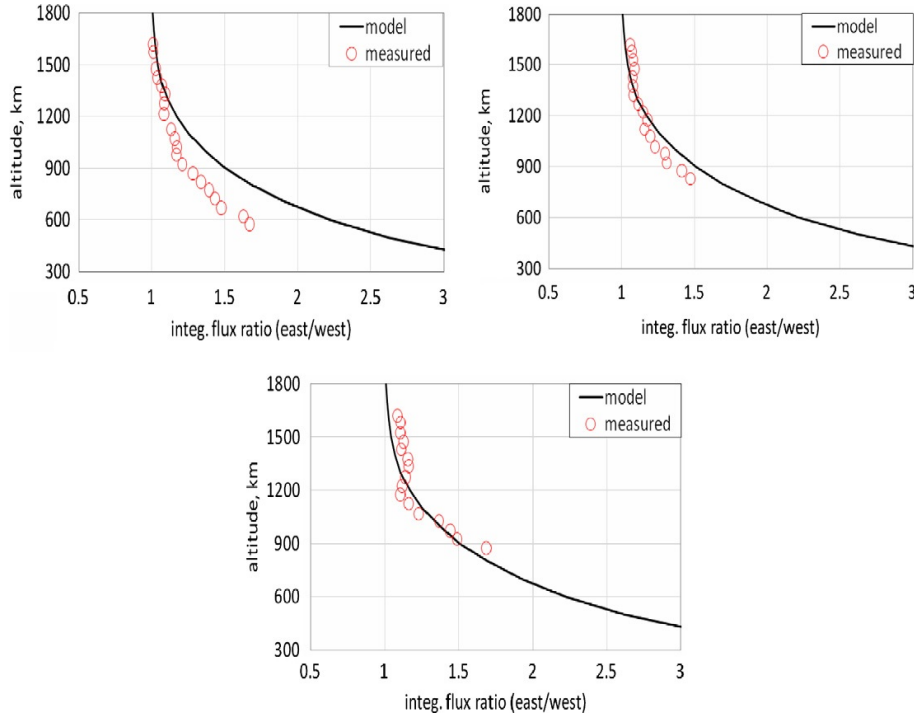 1800
1500
1200
900
600
300
altitude, km
model
measured
0.5 1 1.5 2 2.5 3
integ. flux ratio (east/west)
1800
1500
1200
900
600
300
altitude, km
model
measured
0.5 1 1.5 2 2.5 3
integ. flux ratio (east/west)
1800
1500
1200
900
600
300
altitude, km
model
measured
0.5 1 1.5 2 2.5 3
integ. flux ratio (east/west)